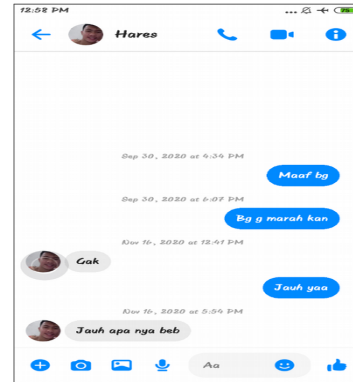 12:58 PM
... 75
Hares
Sep 30, 2020 at 4:34 PM
Maaf bg
Sep 30, 2020 at 6:07 PM
Bg g marah kan
Nov 16, 2020 at 12:41 PM
Gak
Jauh yaa
Nov 16, 2020 at 5:54 PM
Jauh apa nya beb
Aa